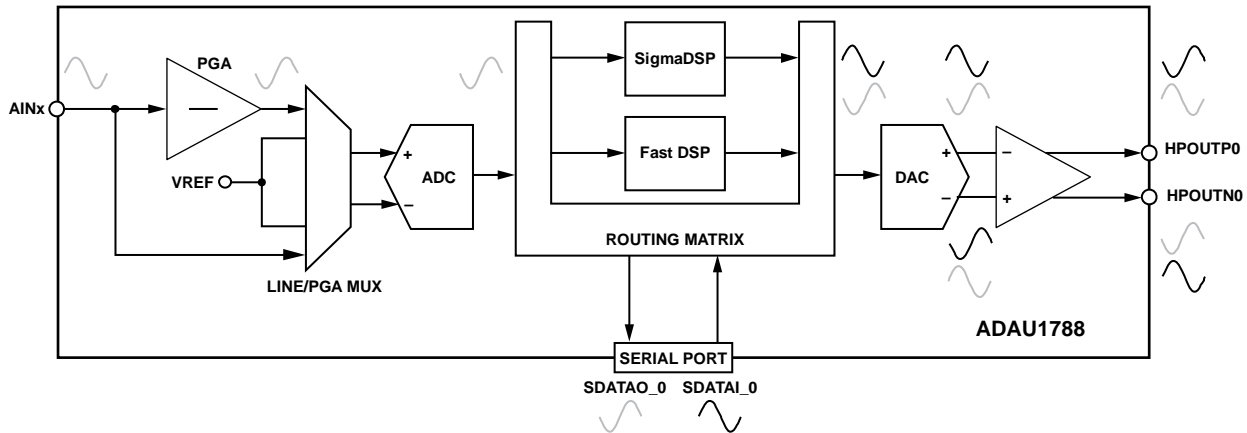 PGA
AINx
VREF
LINE/PGA MUX
+
−
ADC
SigmaDSP
Fast DSP
ROUTING MATRIX
DAC
+
−
−
+
HPOUTP0
HPOUTN0
ADAU1788
SERIAL PORT
SDATAO_0 SDATAI_0